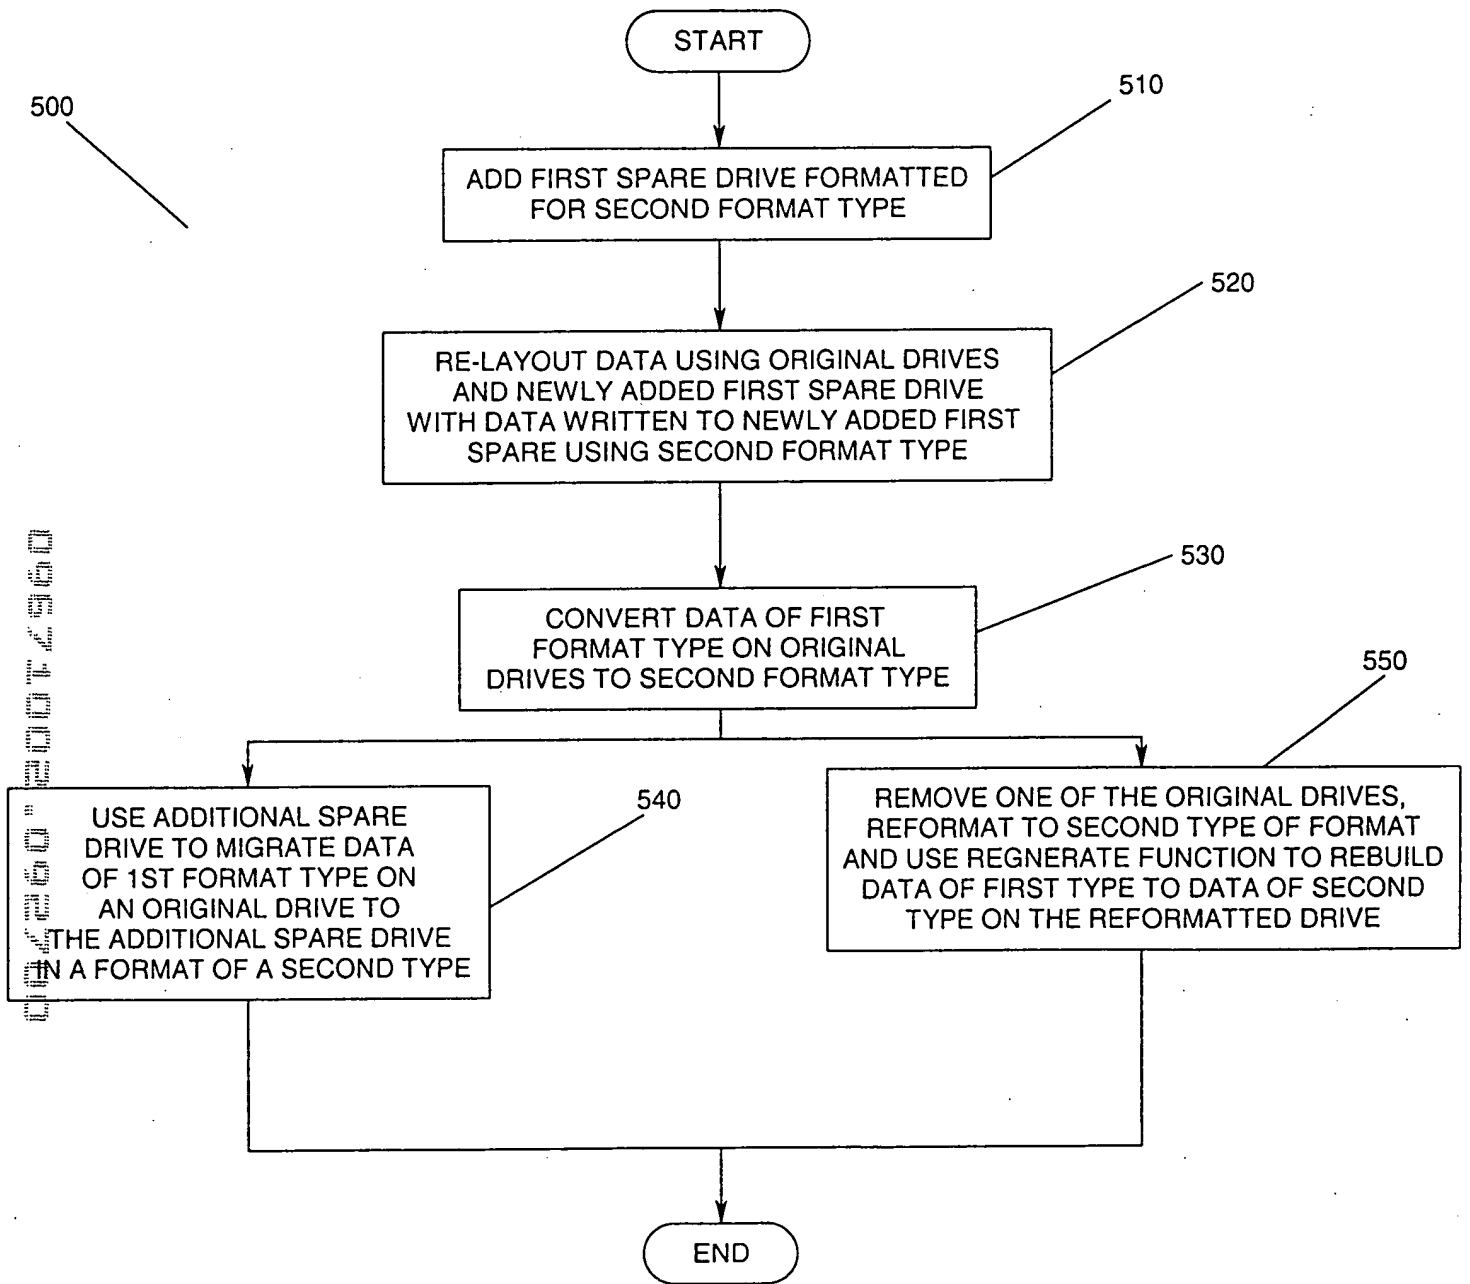 START
500
510
ADD FIRST SPARE DRIVE FORMATTED
FOR SECOND FORMAT TYPE
520
RE-LAYOUT DATA USING ORIGINAL DRIVES
AND NEWLY ADDED FIRST SPARE DRIVE
WITH DATA WRITTEN TO NEWLY ADDED FIRST
SPARE USING SECOND FORMAT TYPE
530
CONVERT DATA OF FIRST
FORMAT TYPE ON ORIGINAL
DRIVES TO SECOND FORMAT TYPE
540
USE ADDITIONAL SPARE
DRIVE TO MIGRATE DATA
OF 1ST FORMAT TYPE ON
AN ORIGINAL DRIVE TO
THE ADDITIONAL SPARE DRIVE
IN A FORMAT OF A SECOND TYPE
550
REMOVE ONE OF THE ORIGINAL DRIVES,
REFORMAT TO SECOND TYPE OF FORMAT
AND USE REGNERATE FUNCTION TO REBUILD
DATA OF FIRST TYPE TO DATA OF SECOND
TYPE ON THE REFORMATTED DRIVE
END
09671002.092700